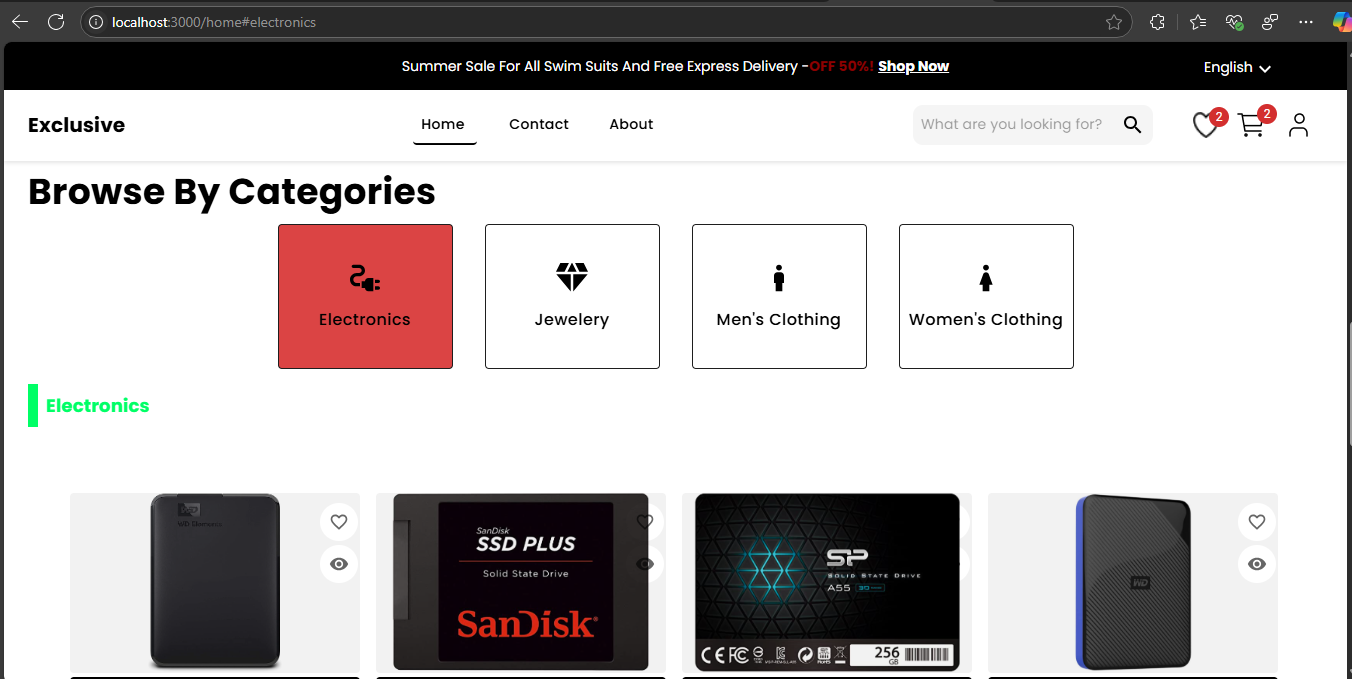 localhost:3000/home#electronics
Summer Sale For All Swim Suits And Free Express Delivery -OFF 50%! Shop Now
English
Exclusive
Home
Contact
About
What are you looking for?
2
2
Browse By Categories
Electronics
Jewelery
Men's Clothing
Women's Clothing
Electronics
WD
WD Elements
SanDisk
SSD PLUS
Solid State Drive
SanDisk
SP
SOLID STATE DRIVE
A55
256
GB
WD